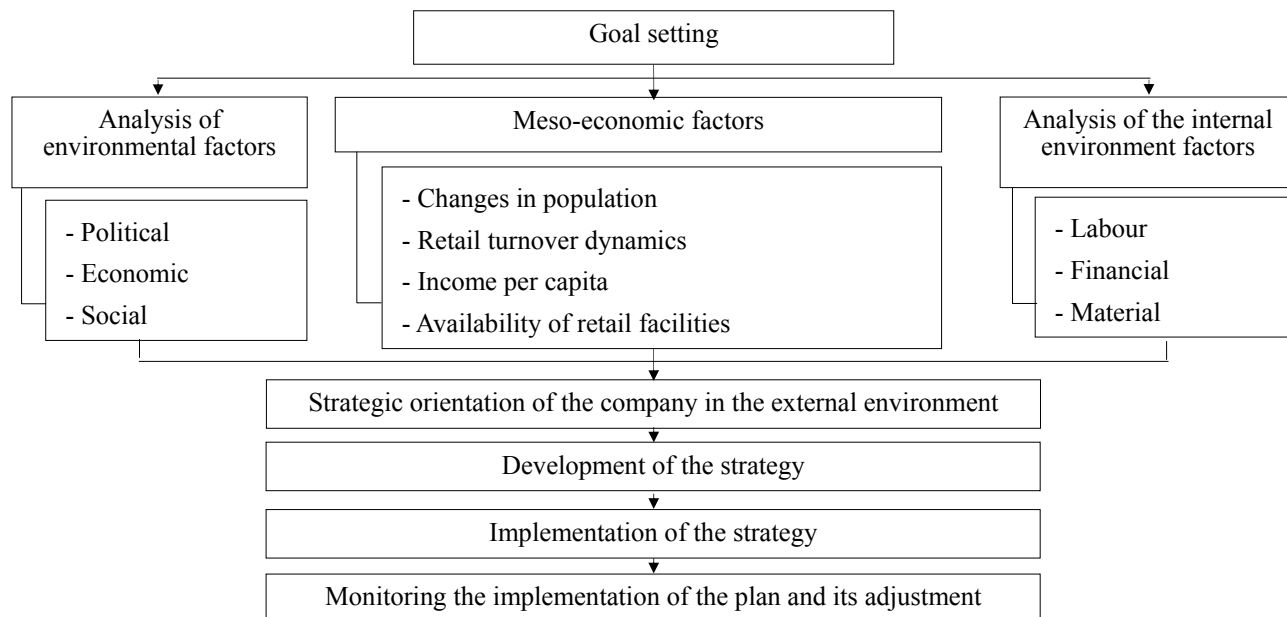 Goal setting
Analysis of
environmental factors
Meso-economic factors
Analysis of the internal
environment factors
- Political
- Economic
- Social
- Changes in population
- Retail turnover dynamics
- Income per capita
- Availability of retail facilities
- Labour
- Financial
- Material
Strategic orientation of the company in the external environment
Development of the strategy
Implementation of the strategy
Monitoring the implementation of the plan and its adjustment